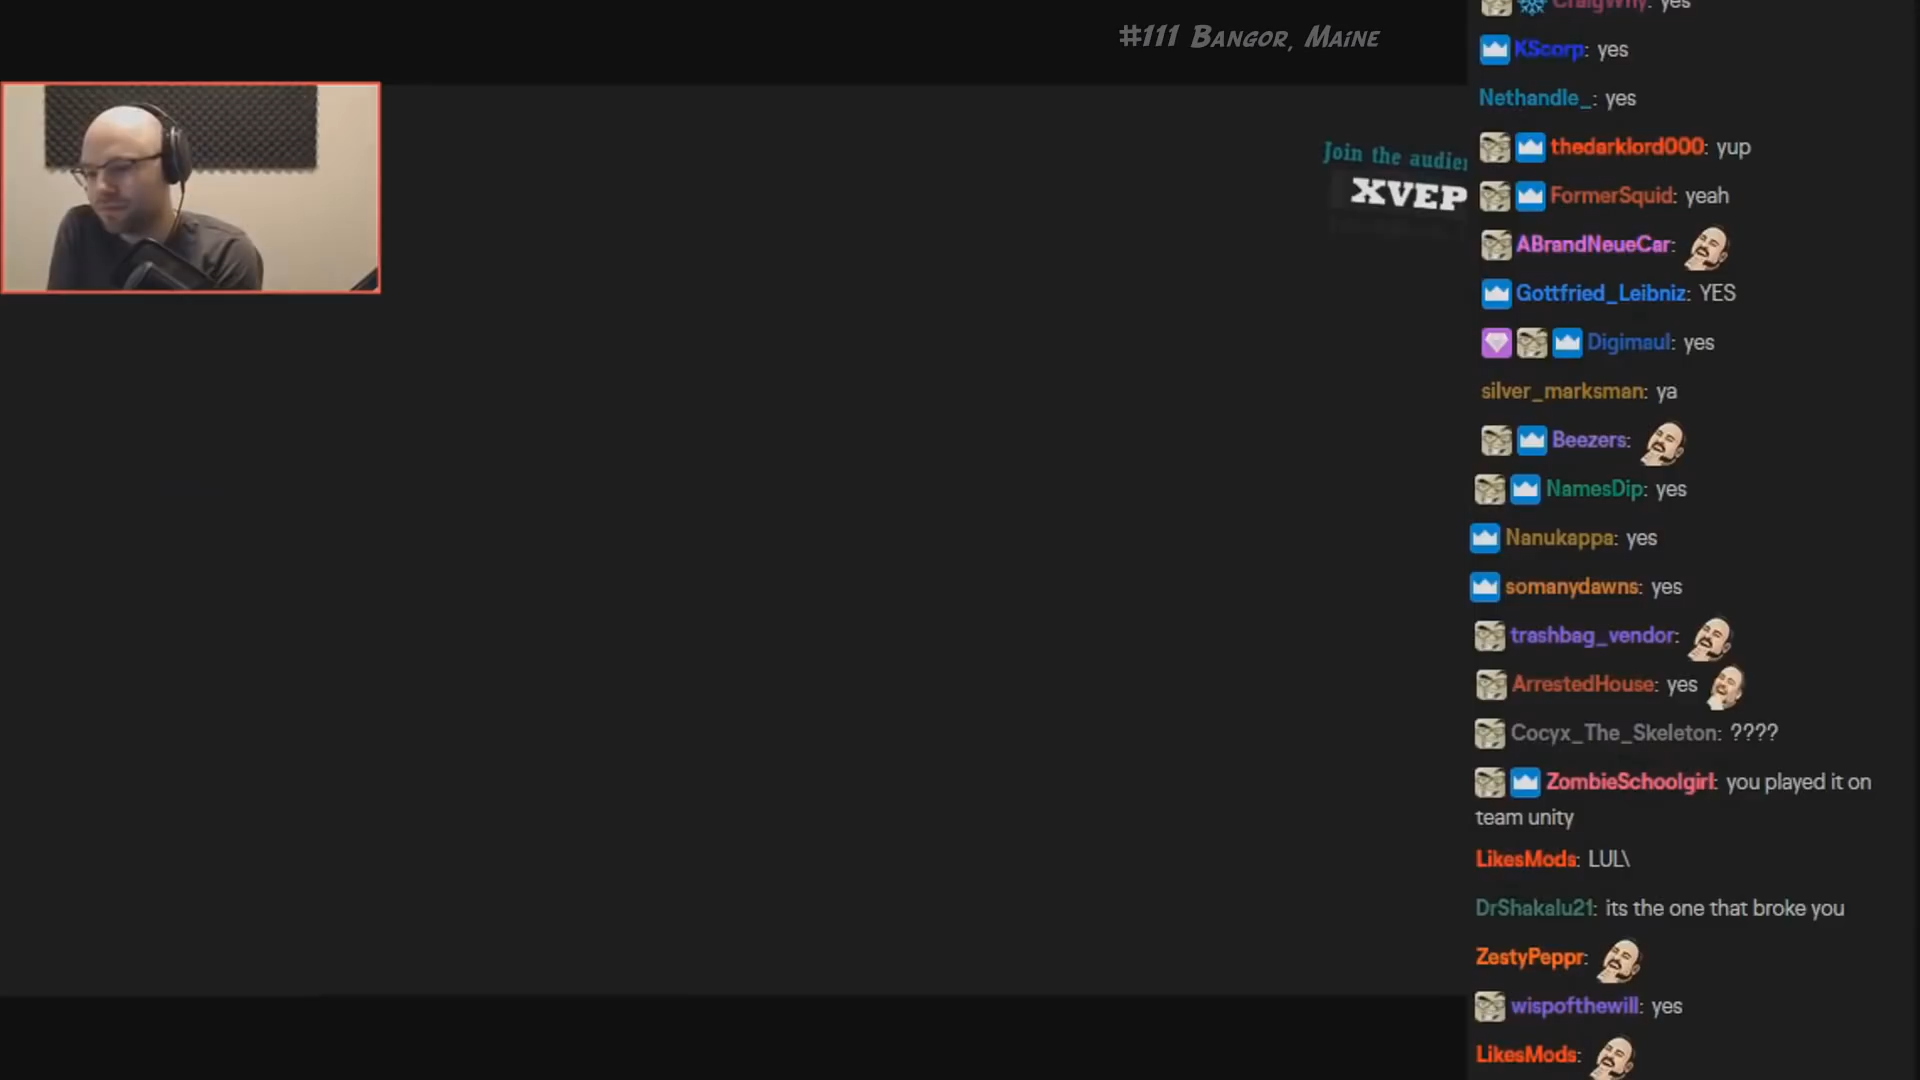 #111 Bangor, Maine
Join the audie
XVEP
CraigWhy: yes
KScorp: yes
Nethandle_: yes
thedarklord000: yup
FormerSquid: yeah
ABrandNeueCar:
Gottfried_Leibniz: YES
Digimaul: yes
silver_marksman: ya
Beezers:
NamesDip: yes
Nanukappa: yes
somanydawns: yes
trashbag_vendor:
ArrestedHouse: yes
Cocyx_The_Skeleton: ????
ZombieSchoolgirl: you played it on
team unity
LikesMods: LUL\
DrShakalu21: its the one that broke you
ZestyPeppr:
wispofthewill: yes
LikesMods: